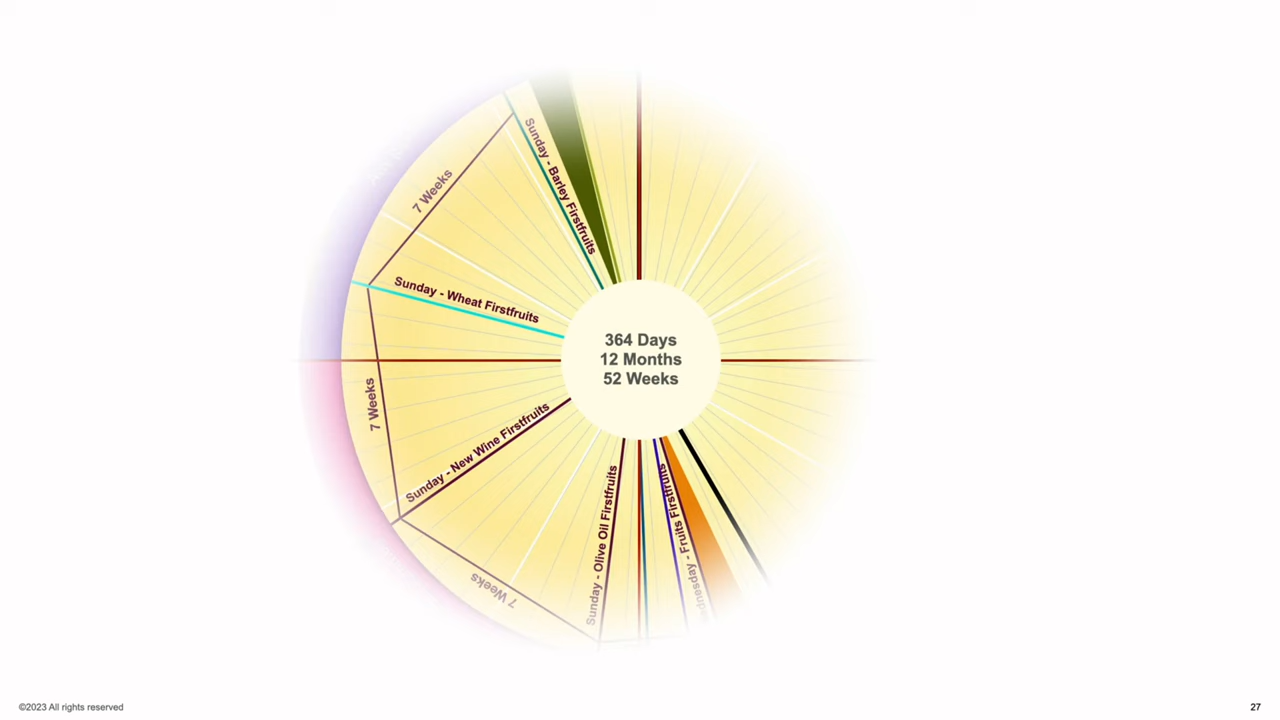 Sunday - Barley Firstfruits
7 Weeks
Sunday - Wheat Firstfruits
364 Days
12 Months
52 Weeks
7 Weeks
Sunday - New Wine Firstfruits
7 Weeks
Sunday - Olive Oil Firstfruits
dnesday - Fruits Firstfruits
©2023 All rights reserved
27